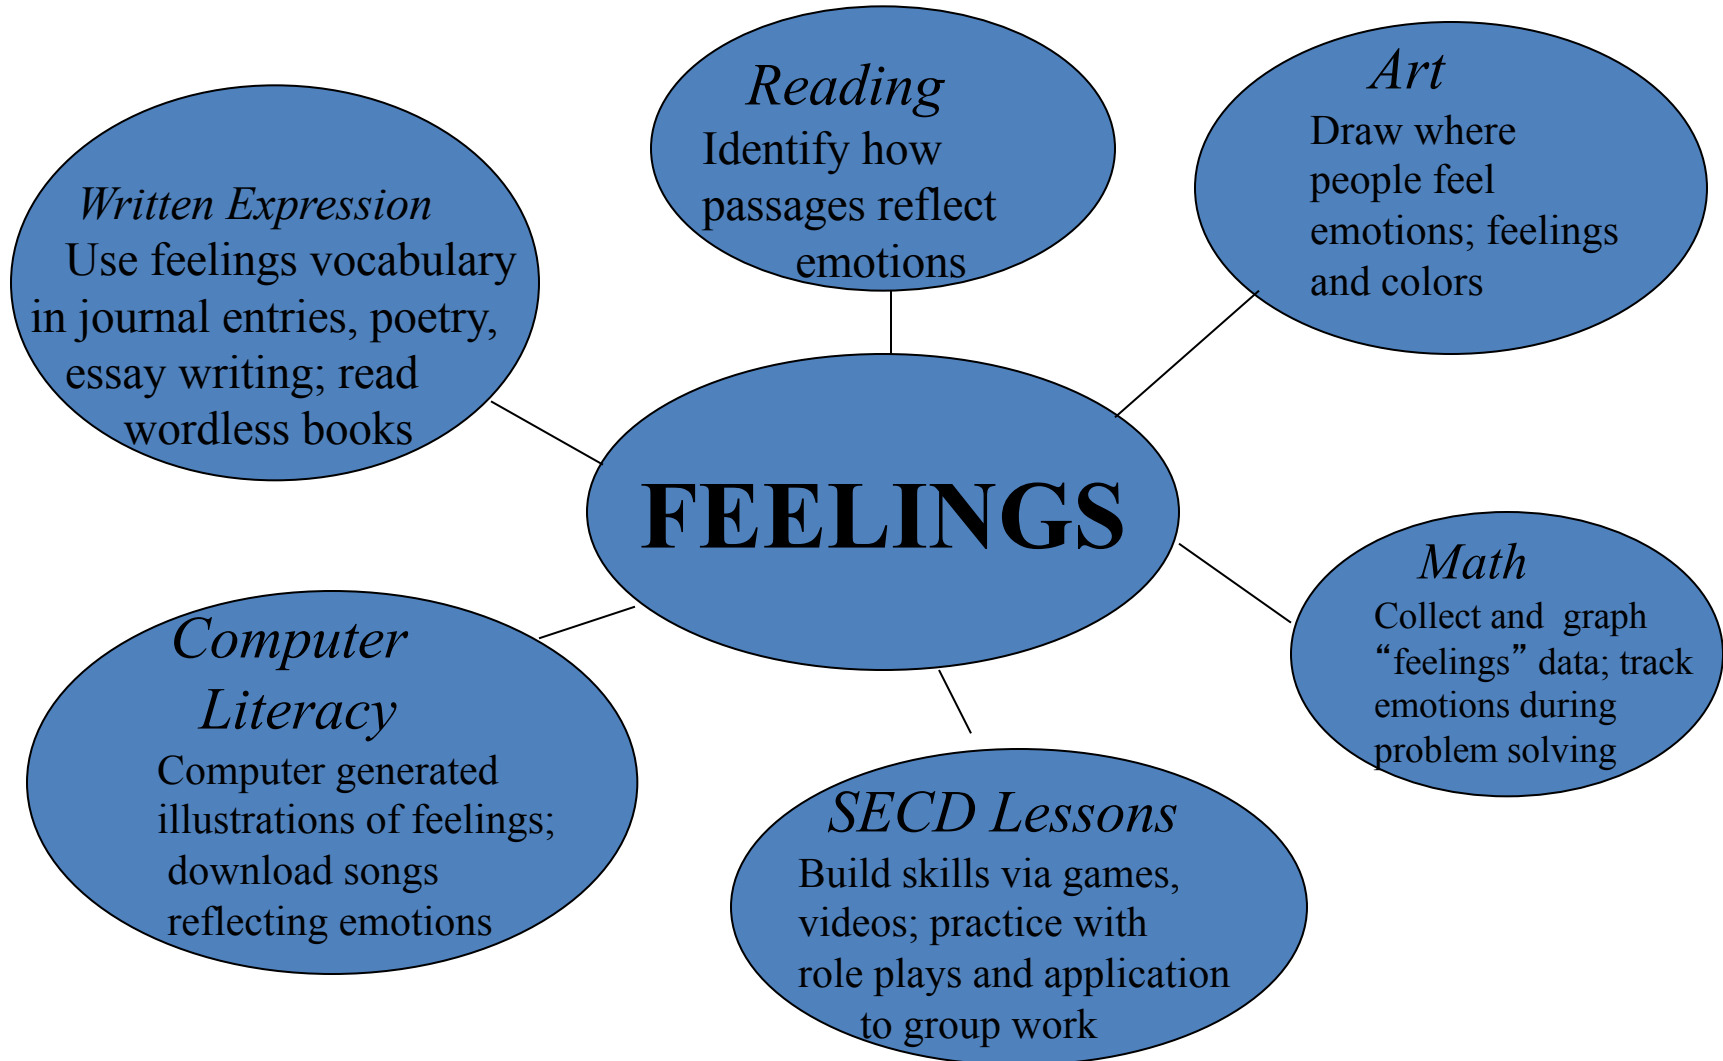 Reading
Identify how
passages reflect
emotions
Art
Draw where
people feel
emotions; feelings
and colors
Written Expression
Use feelings vocabulary
in journal entries, poetry,
essay writing; read
wordless books
FEELINGS
Math
Collect and graph
“feelings” data; track
emotions during
problem solving
Computer
Literacy
Computer generated
illustrations of feelings;
download songs
reflecting emotions
SECD Lessons
Build skills via games,
videos; practice with
role plays and application
to group work